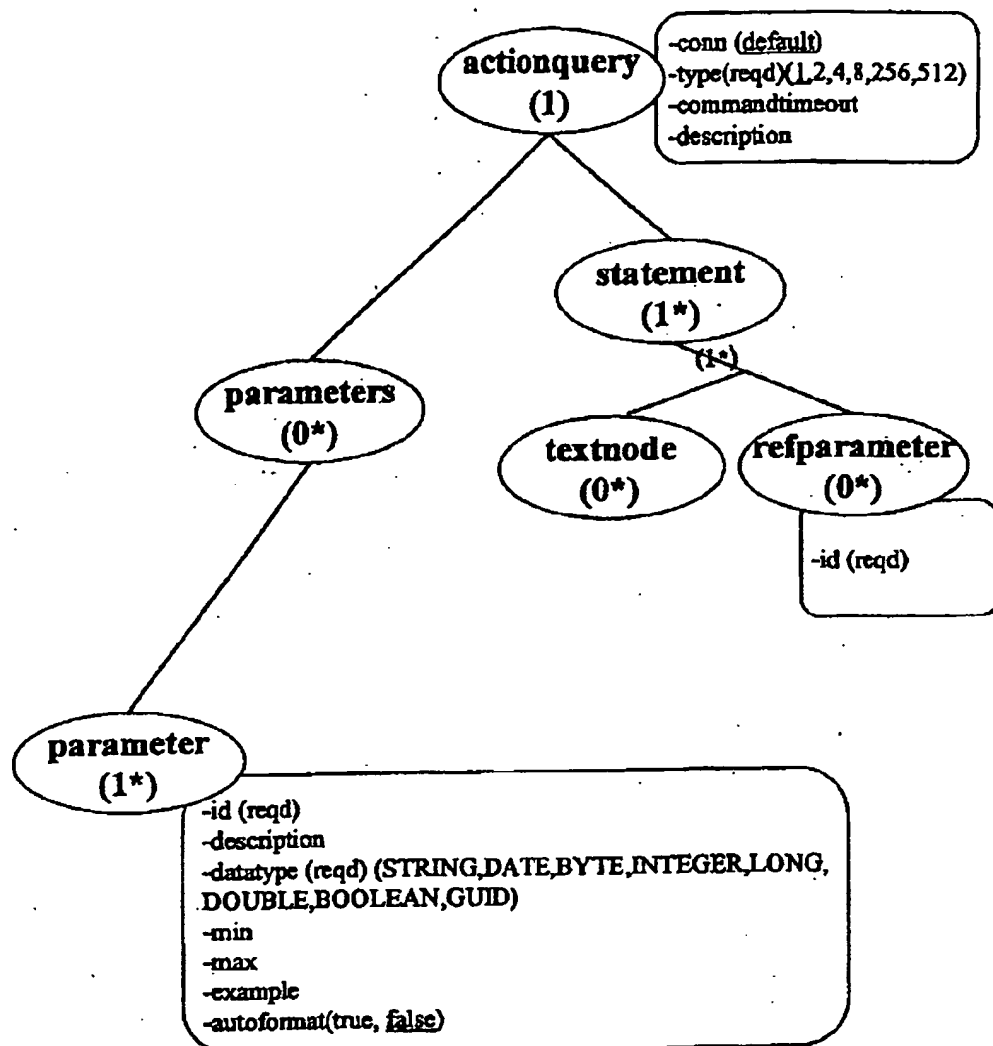 actionquery
(1)
-conn (default)
-type(reqd)(1,2,4,8,256,512)
-commandtimeout
-description
statement
(1*)
(1*)
parameters
(0*)
textnode
(0*)
refparameter
(0*)
-id (reqd)
parameter
(1*)
-id (reqd)
-description
-datatype (reqd) (STRING,DATE,BYTE,INTEGER,LONG,
DOUBLE,BOOLEAN,GUID)
-min
-max
-example
-autoformat(true, false)